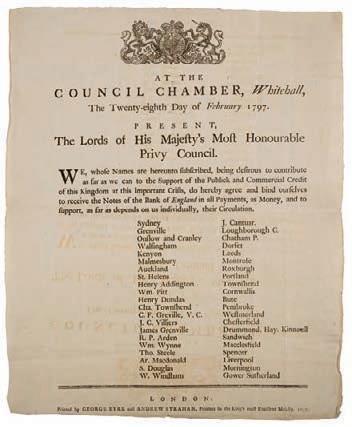 AT THE
COUNCIL CHAMBER, Whitehall,
The Twenty-eighth Day of February 1797.
PRESENT,
The Lords of His Majeſty's Moſt Honourable
Privy Council.
WE, whoſe Names are hereunto ſubſcribed, being deſirous to contribute
as far as we can to the Support of the Publick and Commercial Credit
of this Kingdom at this important Criſis, do hereby agree and bind ourſelves
to receive the Notes of the Bank of England in all Payments, as Money, and to
ſupport, as far as depends on us individually, their Circulation.
Sydney
Grenville
Onſlow and Cranley
Walſingham
Kenyon
Malmeſbury
Auckland
St. Helens
Henry Addington
Wm. Pitt
Henry Dundas
Cha. Townſhend
C. F. Greville, V. C.
J. C. Villiers
James Grenville
R. P. Arden
Wm. Wynne
Tho. Steele
Ar. Macdonald
S. Douglas
W. Windham
J. Cantuar.
Loughborough C.
Chatham P.
Dorſet
Leeds
Montroſe
Roxburgh
Portland
Townſhend
Cornwallis
Bute
Pembroke
Weſtmorland
Cheſterfield
Drummond, Hay, Kinnoull
Sandwich
Macclesfield
Spencer
Liverpool
Mornington
Gower Sutherland
LONDON:
Printed by GEORGE EYRE and ANDREW STRAHAN, Printers to the King's moſt Excellent Majeſty. 1797.